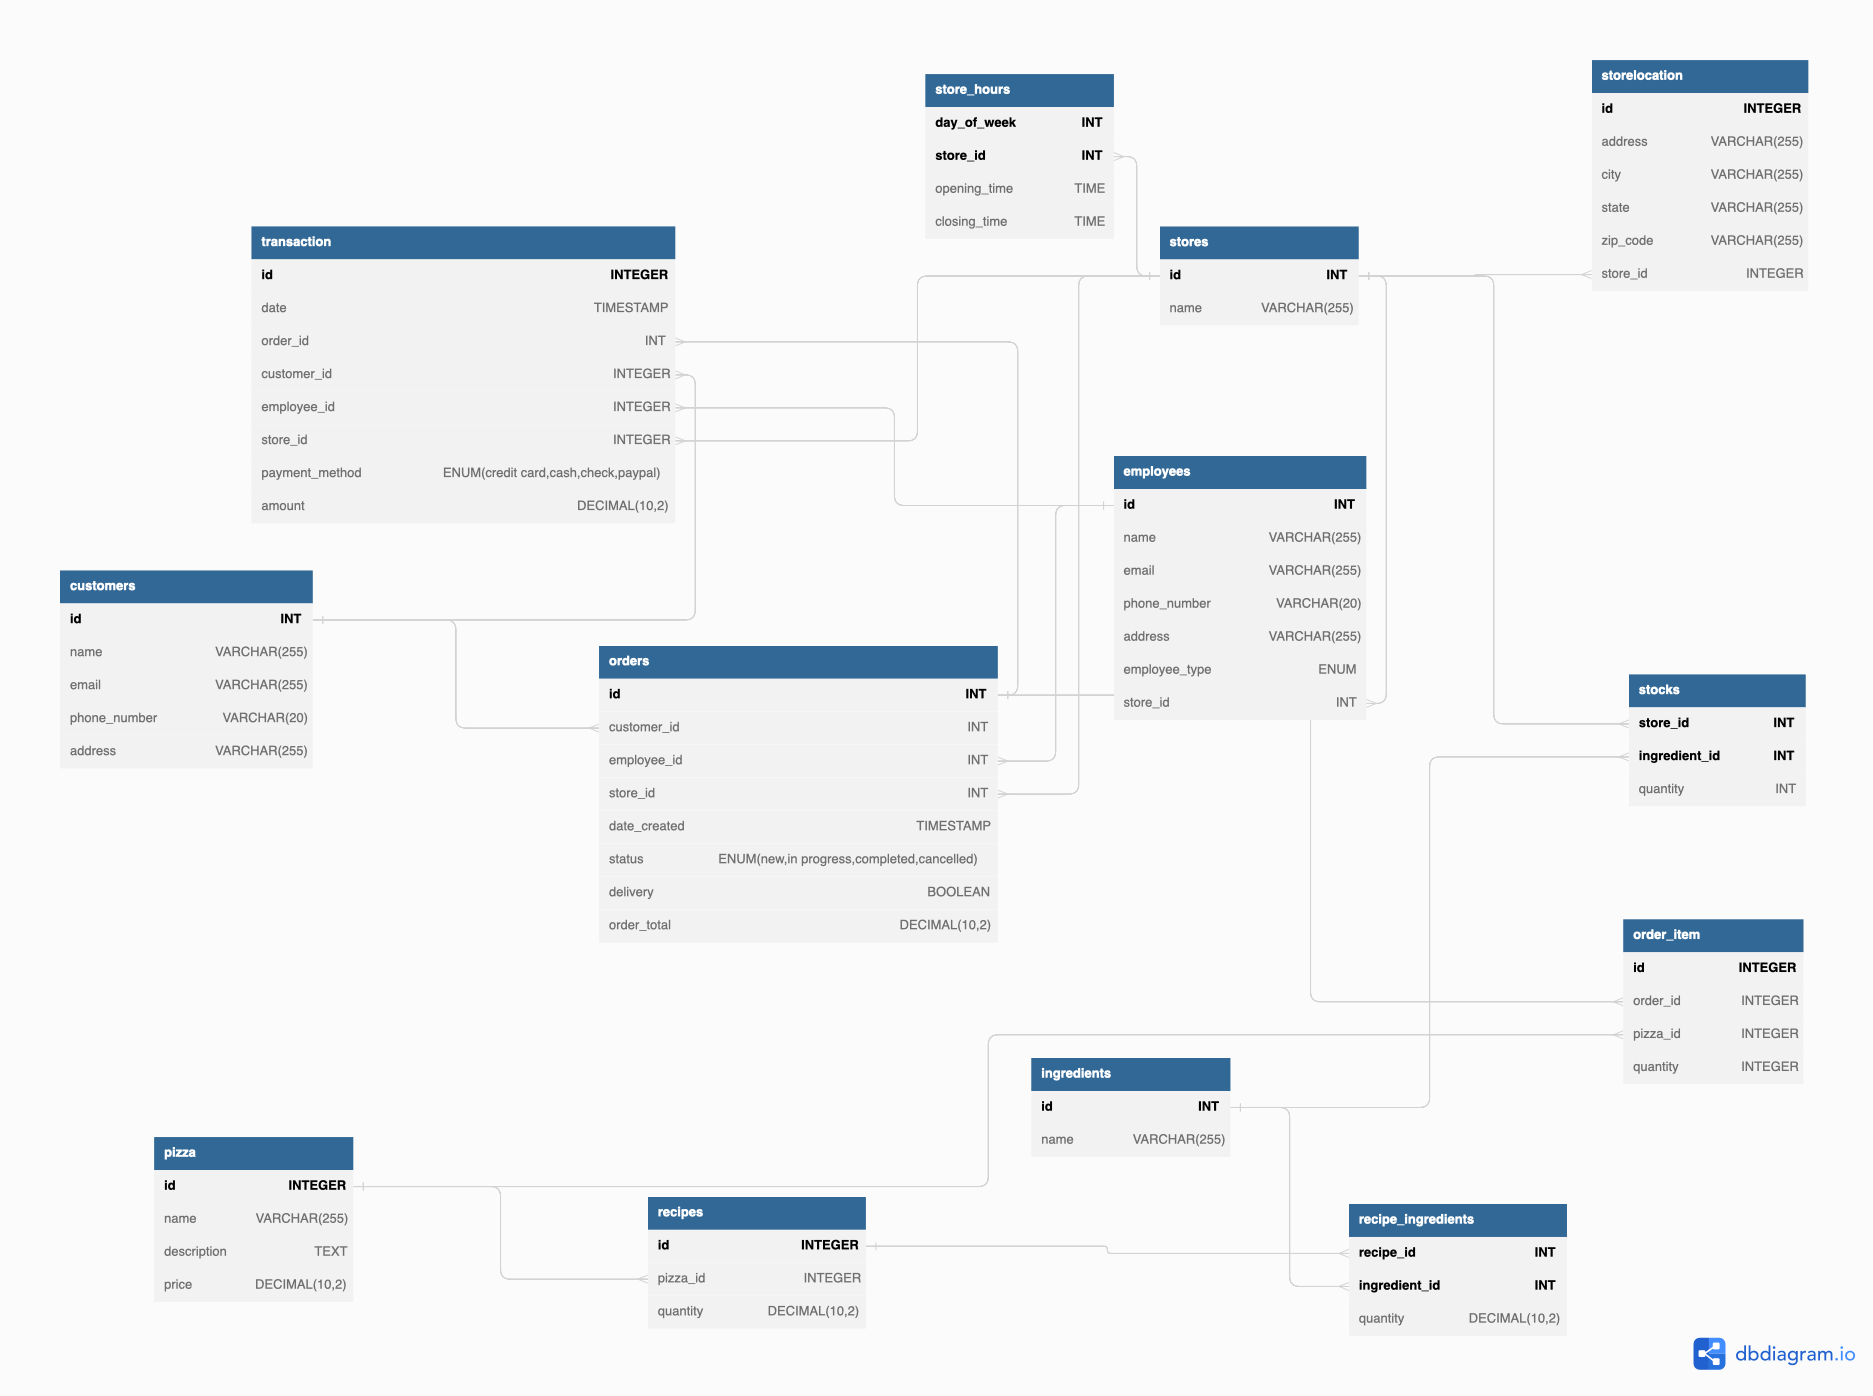 store_hours
day_of_week INT
store_id INT
opening_time TIME
closing_time TIME
storelocation
id INTEGER
address VARCHAR(255)
city VARCHAR(255)
state VARCHAR(255)
zip_code VARCHAR(255)
store_id INTEGER
transaction
id INTEGER
date TIMESTAMP
order_id INT
customer_id INTEGER
employee_id INTEGER
store_id INTEGER
payment_method ENUM(credit card,cash,check,paypal)
amount DECIMAL(10,2)
stores
id INT
name VARCHAR(255)
employees
id INT
name VARCHAR(255)
email VARCHAR(255)
phone_number VARCHAR(20)
address VARCHAR(255)
employee_type ENUM
store_id INT
customers
id INT
name VARCHAR(255)
email VARCHAR(255)
phone_number VARCHAR(20)
address VARCHAR(255)
orders
id INT
customer_id INT
employee_id INT
store_id INT
date_created TIMESTAMP
status ENUM(new,in progress,completed,cancelled)
delivery BOOLEAN
order_total DECIMAL(10,2)
stocks
store_id INT
ingredient_id INT
quantity INT
order_item
id INTEGER
order_id INTEGER
pizza_id INTEGER
quantity INTEGER
ingredients
id INT
name VARCHAR(255)
pizza
id INTEGER
name VARCHAR(255)
description TEXT
price DECIMAL(10,2)
recipes
id INTEGER
pizza_id INTEGER
quantity DECIMAL(10,2)
recipe_ingredients
recipe_id INT
ingredient_id INT
quantity DECIMAL(10,2)
dbdiagram.io